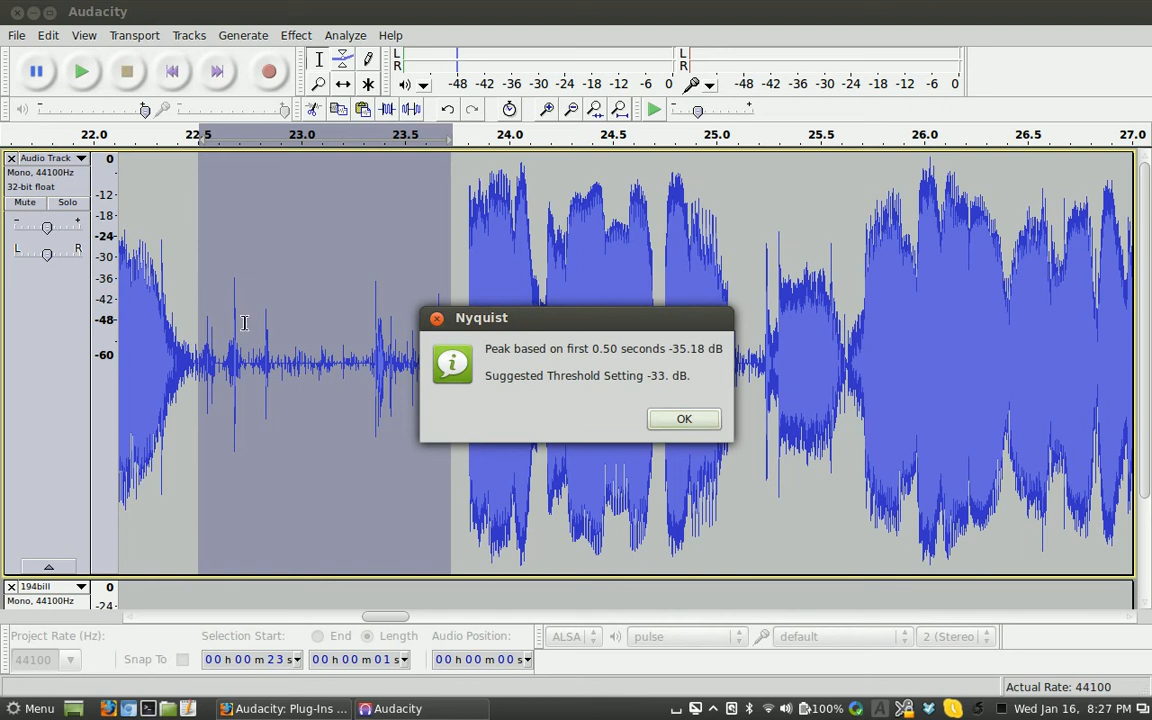 Audacity
File Edit View Transport Tracks Generate Effect Analyze Help
L
R
-48 -42 -36 -30 -24 -18 -12 -6 0
L
R
-48 -42 -36 -30 -24 -18 -12 -6 0
22.0 22.5 23.0 23.5 24.0 24.5 25.0 25.5 26.0 26.5 27.0
Audio Track
Mono, 44100Hz
32-bit float
Mute Solo
- +
L R
0
-12
-18
-24
-30
-36
-42
-48
-60
Nyquist
Peak based on first 0.50 seconds -35.18 dB
Suggested Threshold Setting -33. dB.
OK
194bill
Mono, 44100Hz
0
-24
Project Rate (Hz): Selection Start: End Length Audio Position:
44100 Snap To 00 h 00 m 23 s 00 h 00 m 01 s 00 h 00 m 00 s
ALSA pulse default 2 (Stereo
Actual Rate: 44100
Menu Audacity: Plug-Ins ... Audacity 100% A Wed Jan 16, 8:27 PM